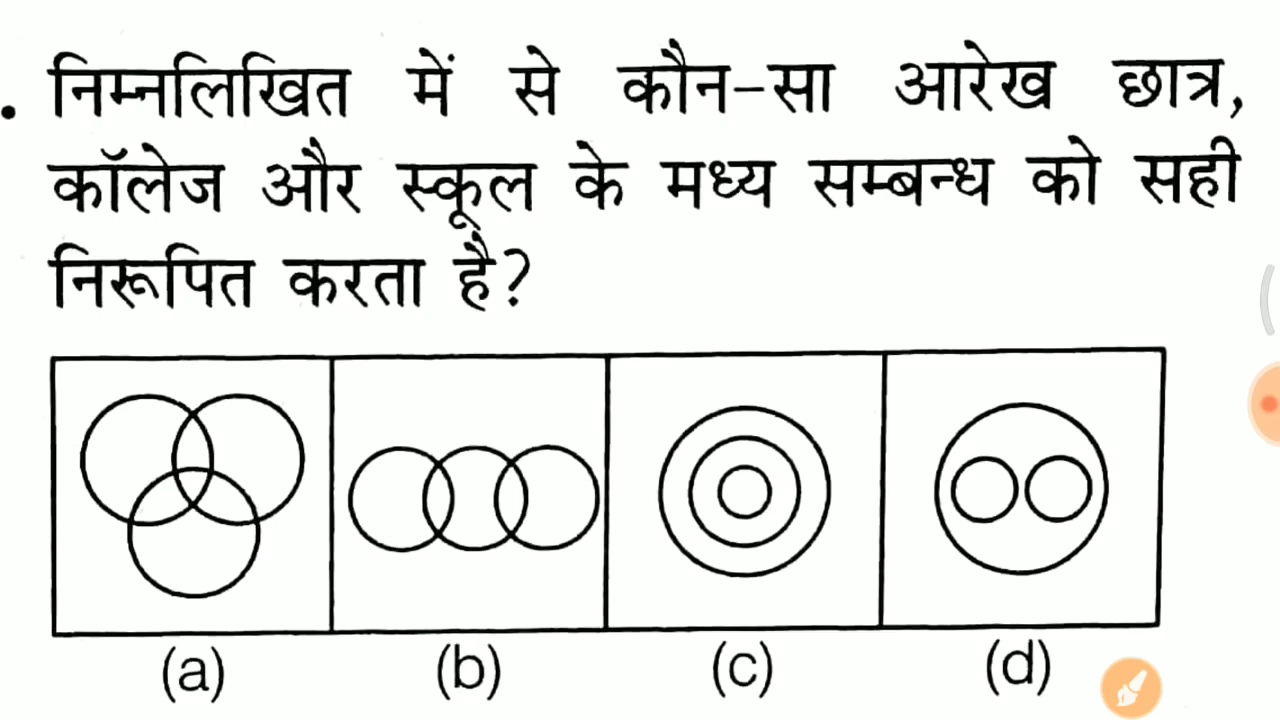 . निम्नलिखित में से कौन-सा आरेख छात्र,
कॉलेज और स्कूल के मध्य सम्बन्ध को सही
निरूपित करता है?
(a) (b) (c) (d)